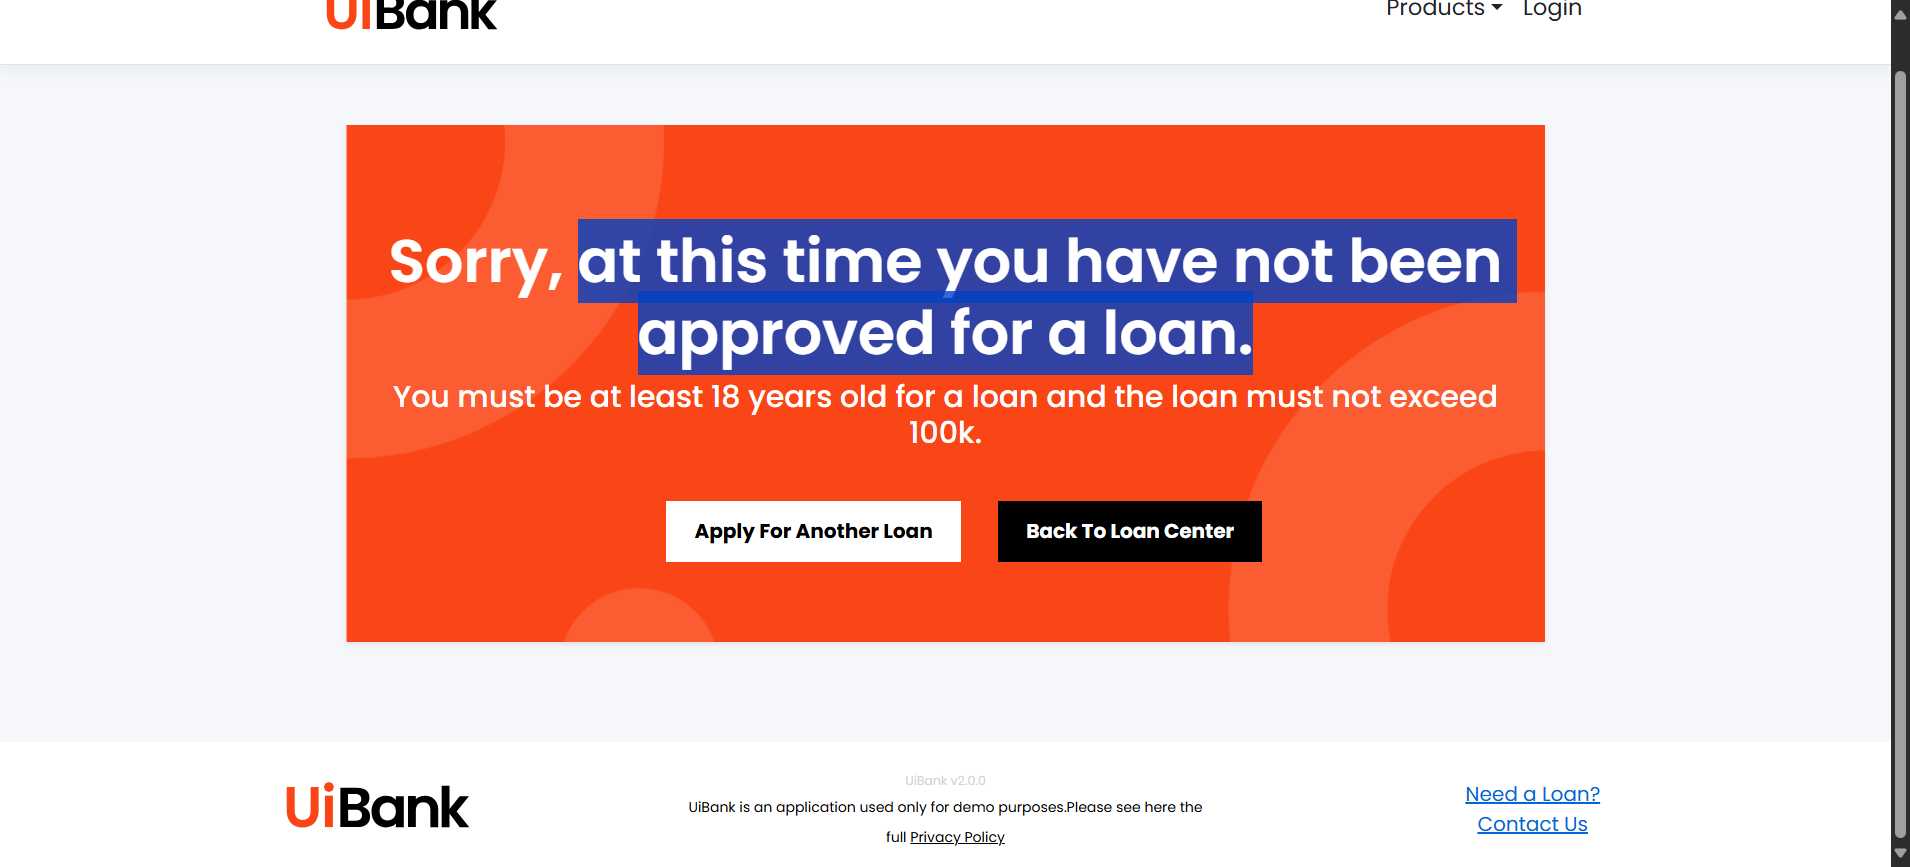 UiBank
Products Login
Sorry, at this time you have not been
approved for a loan.
You must be at least 18 years old for a loan and the loan must not exceed
100k.
Apply For Another Loan Back To Loan Center
UiBank
UiBank v2.0.0
UiBank is an application used only for demo purposes.Please see here the
full Privacy Policy
Need a Loan?
Contact Us